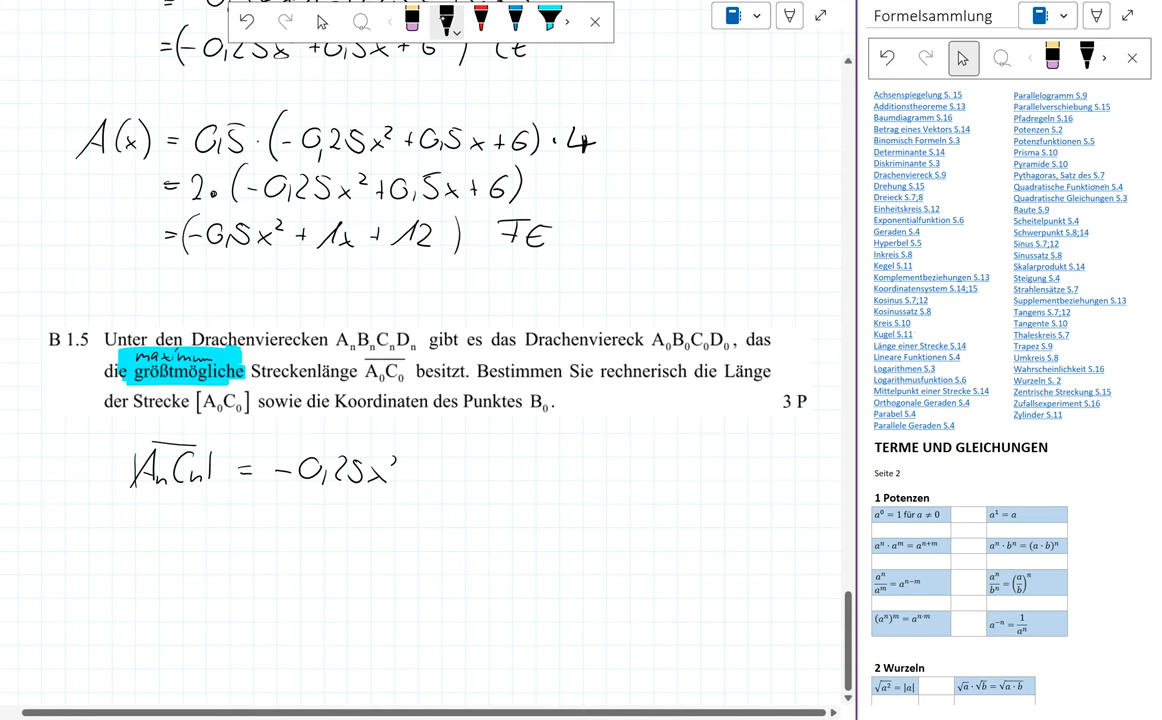 =(-0,25x² +0,5x+6 ) LE
A(x) = 0,5 · (-0,25x² +0,5x+6) · 4
= 2 · (-0,25x² +0,5x+6)
=(-0,5x² + 1x + 12 ) FE
B 1.5 Unter den Drachenvierecken AₙBₙCₙDₙ gibt es das Drachenviereck A₀B₀C₀D₀, das
maximum
die größtmögliche Streckenlänge A₀C₀ besitzt. Bestimmen Sie rechnerisch die Länge
der Strecke [A₀C₀] sowie die Koordinaten des Punktes B₀. 3 P
|AₙCₙ| = -0,25x²
Formelsammlung
Achsenspiegelung S. 15
Additionstheoreme S.13
Baumdiagramm S.16
Betrag eines Vektors S.14
Binomisch Formeln S.3
Determinante S.14
Diskriminante S.3
Drachenviereck S.9
Drehung S.15
Dreieck S.7;8
Einheitskreis S.12
Exponentialfunktion S.6
Geraden S.4
Hyperbel S.5
Inkreis S.8
Kegel S.11
Komplementbeziehungen S.13
Koordinatensystem S.14;15
Kosinus S.7;12
Kosinussatz S.8
Kreis S.10
Kugel S.11
Länge einer Strecke S.14
Lineare Funktionen S.4
Logarithmen S.3
Logarithmusfunktion S.6
Mittelpunkt einer Strecke S.14
Orthogonale Geraden S.4
Parabel S.4
Parallele Geraden S.4
Parallelogramm S.9
Parallelverschiebung S.15
Pfadregeln S.16
Potenzen S.2
Potenzfunktionen S.5
Prisma S.10
Pyramide S.10
Pythagoras, Satz des S.7
Quadratische Funktionen S.4
Quadratische Gleichungen S.3
Raute S.9
Scheitelpunkt S.4
Schwerpunkt S.8;14
Sinus S.7;12
Sinussatz S.8
Skalarprodukt S.14
Steigung S.4
Strahlensätze S.7
Supplementbeziehungen S.13
Tangens S.7;12
Tangente S.10
Thaleskreis S.7
Trapez S.9
Umkreis S.8
Wahrscheinlichkeit S.16
Wurzeln S. 2
Zentrische Streckung S.15
Zufallsexperiment S.16
Zylinder S.11
TERME UND GLEICHUNGEN
Seite 2
1 Potenzen
a⁰ = 1 für a ≠ 0 a¹ = a
aⁿ · aᵐ = aⁿ⁺ᵐ aⁿ · bⁿ = (a · b)ⁿ
aⁿ/aᵐ = aⁿ⁻ᵐ aⁿ/bⁿ = (a/b)ⁿ
(aⁿ)ᵐ = aⁿ·ᵐ a⁻ⁿ = 1/aⁿ
2 Wurzeln
√a² = |a| √a · √b = √a · b